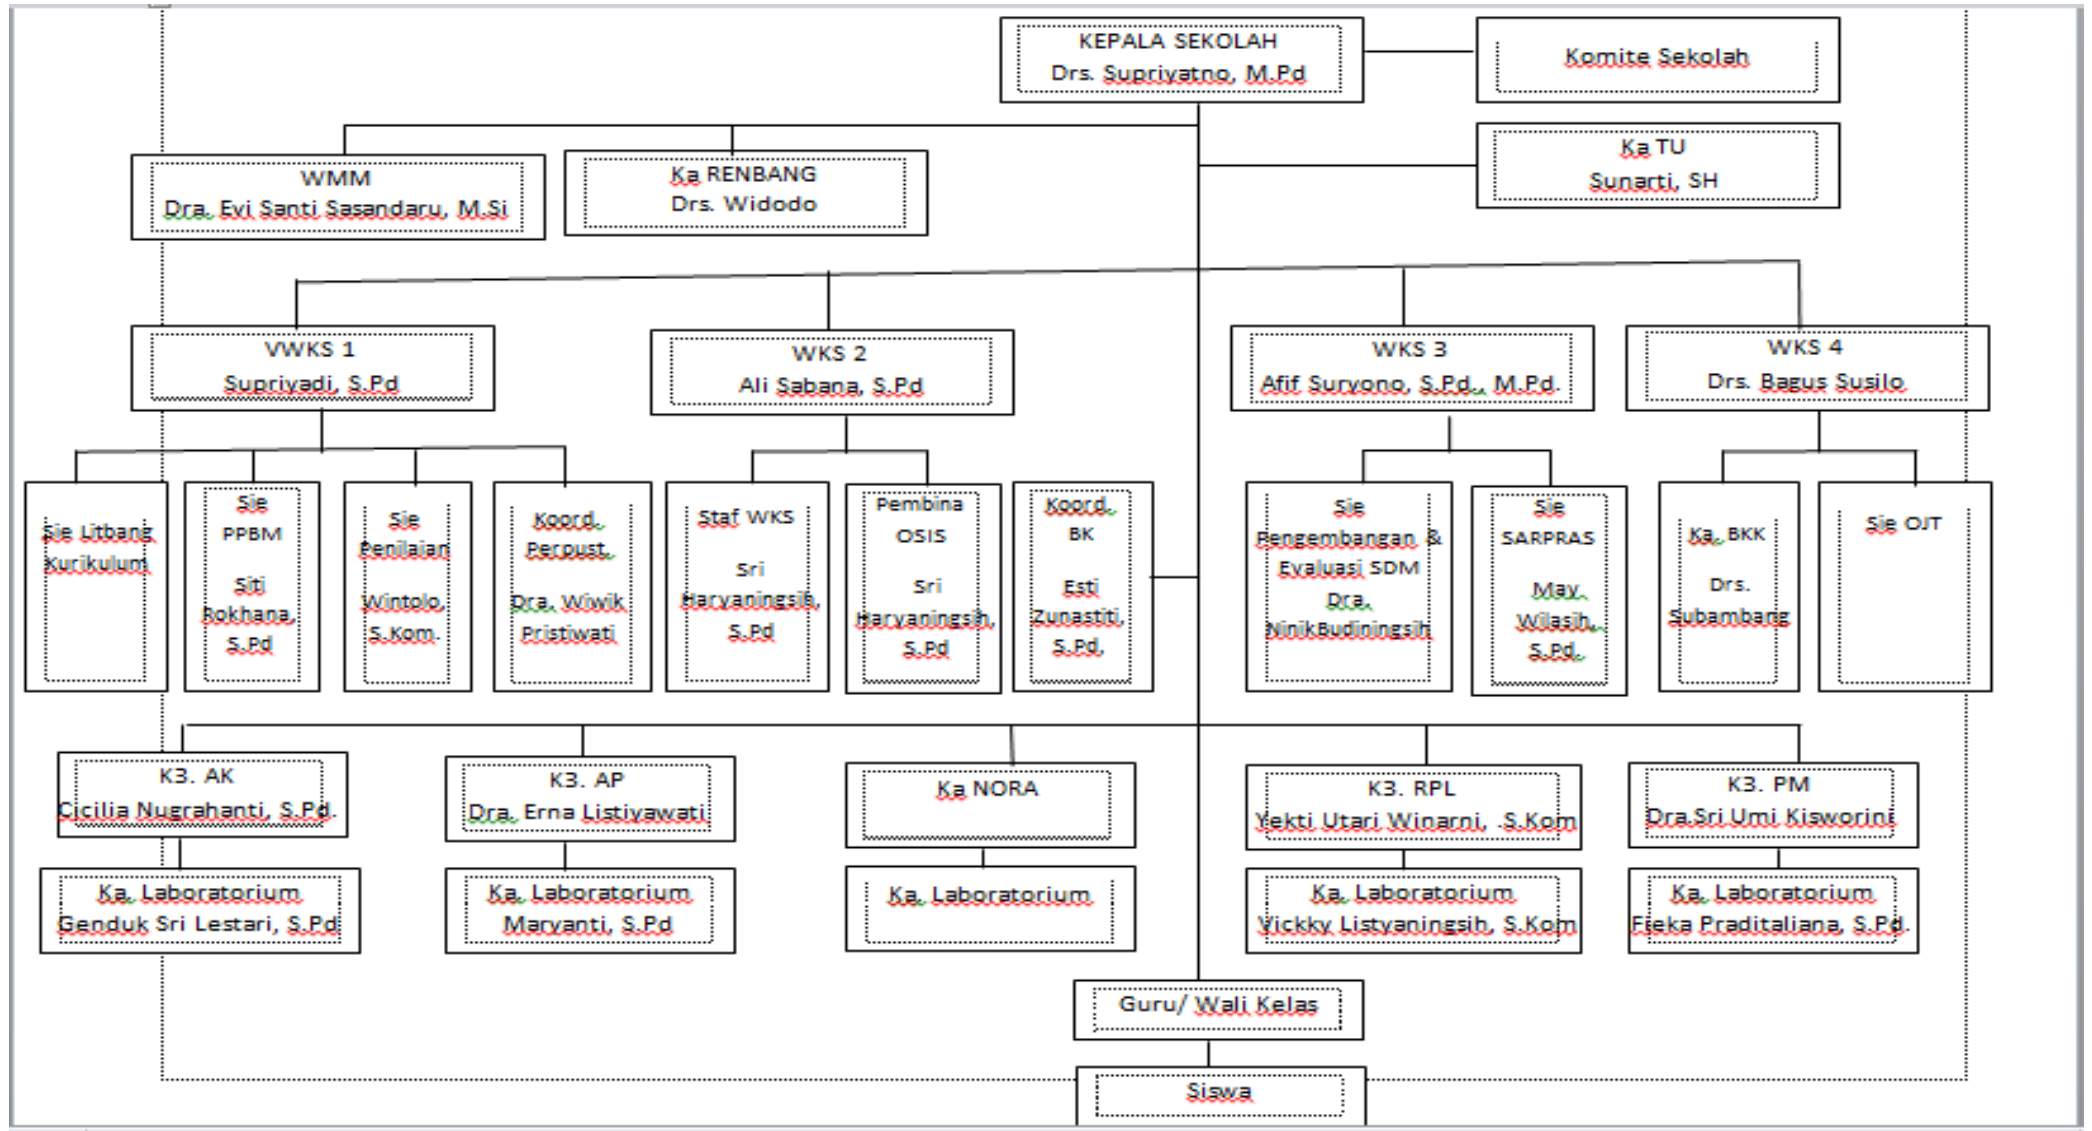 KEPALA SEKOLAH
Drs. Supriyatno, M.Pd
Komite Sekolah
Ka TU
Sunarti, SH
WMM
Dra. Evi Santi Sasandaru, M.Si
Ka RENBANG
Drs. Widodo
VWKS 1
Supriyadi, S.Pd
WKS 2
Ali Sabana, S.Pd
WKS 3
Afif Suryono, S.Pd., M.Pd.
WKS 4
Drs. Bagus Susilo
Sie Litbang
Kurikulum
Sie
PPBM
Siti
Rokhana,
S.Pd
Sie
Penilaian
Wintolo,
S.Kom.
Koord.
Perpust.
Dra. Wiwik
Pristiwati
Staf WKS
Sri
Haryaningsih,
S.Pd
Pembina
OSIS
Sri
Haryaningsih,
S.Pd
Koord.
BK
Esti
Zunastiti,
S.Pd,
Sie
Pengembangan &
Evaluasi SDM
Dra.
NinikBudiningsih
Sie
SARPRAS
May
Wilasih,
S.Pd.
Ka. BKK
Drs.
Subambang
Sie OJT
K3. AK
Cicilia Nugrahanti, S.Pd.
K3. AP
Dra. Erna Listiyawati
Ka NORA
K3. RPL
Yekti Utari Winarni, .S.Kom
K3. PM
Dra.Sri Umi Kisworini
Ka. Laboratorium
Genduk Sri Lestari, S.Pd
Ka. Laboratorium
Maryanti, S.Pd
Ka. Laboratorium
Ka. Laboratorium
Vickky Listyaningsih, S.Kom
Ka. Laboratorium
Fieka Praditaliana, S.Pd.
Guru/ Wali Kelas
Siswa